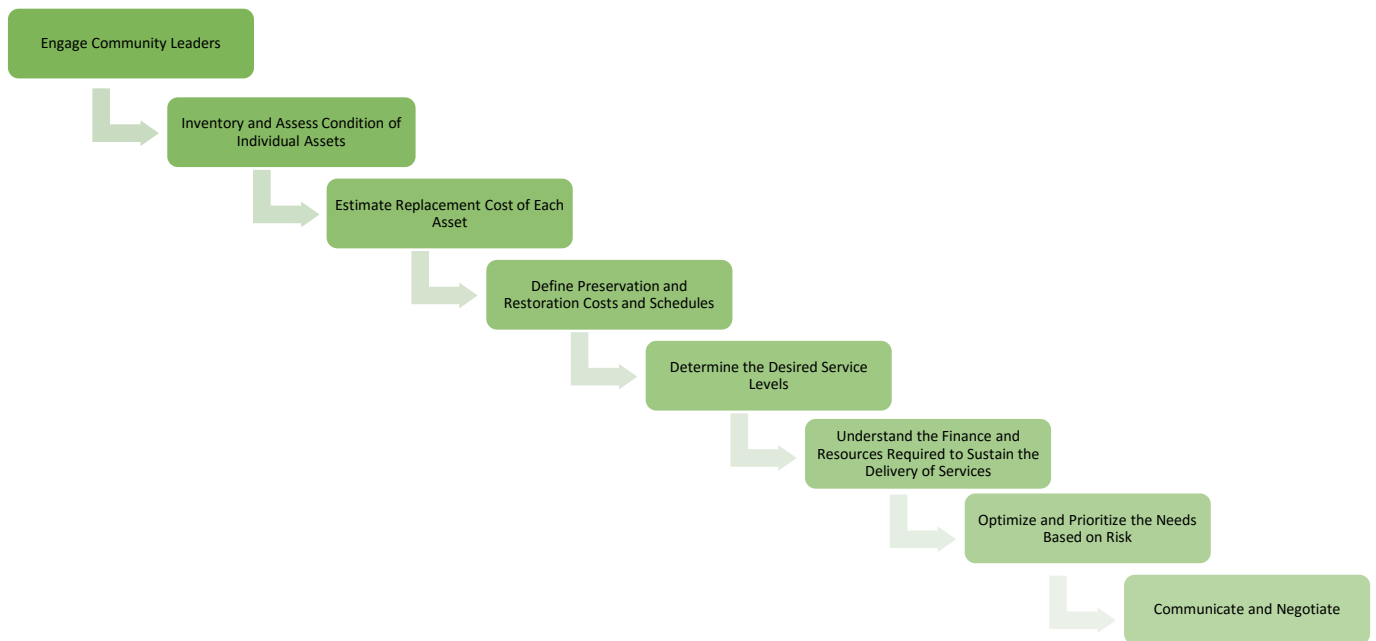 Engage Community Leaders
Inventory and Assess Condition of
Individual Assets
Estimate Replacement Cost of Each
Asset
Define Preservation and
Restoration Costs and Schedules
Determine the Desired Service
Levels
Understand the Finance and
Resources Required to Sustain the
Delivery of Services
Optimize and Prioritize the Needs
Based on Risk
Communicate and Negotiate